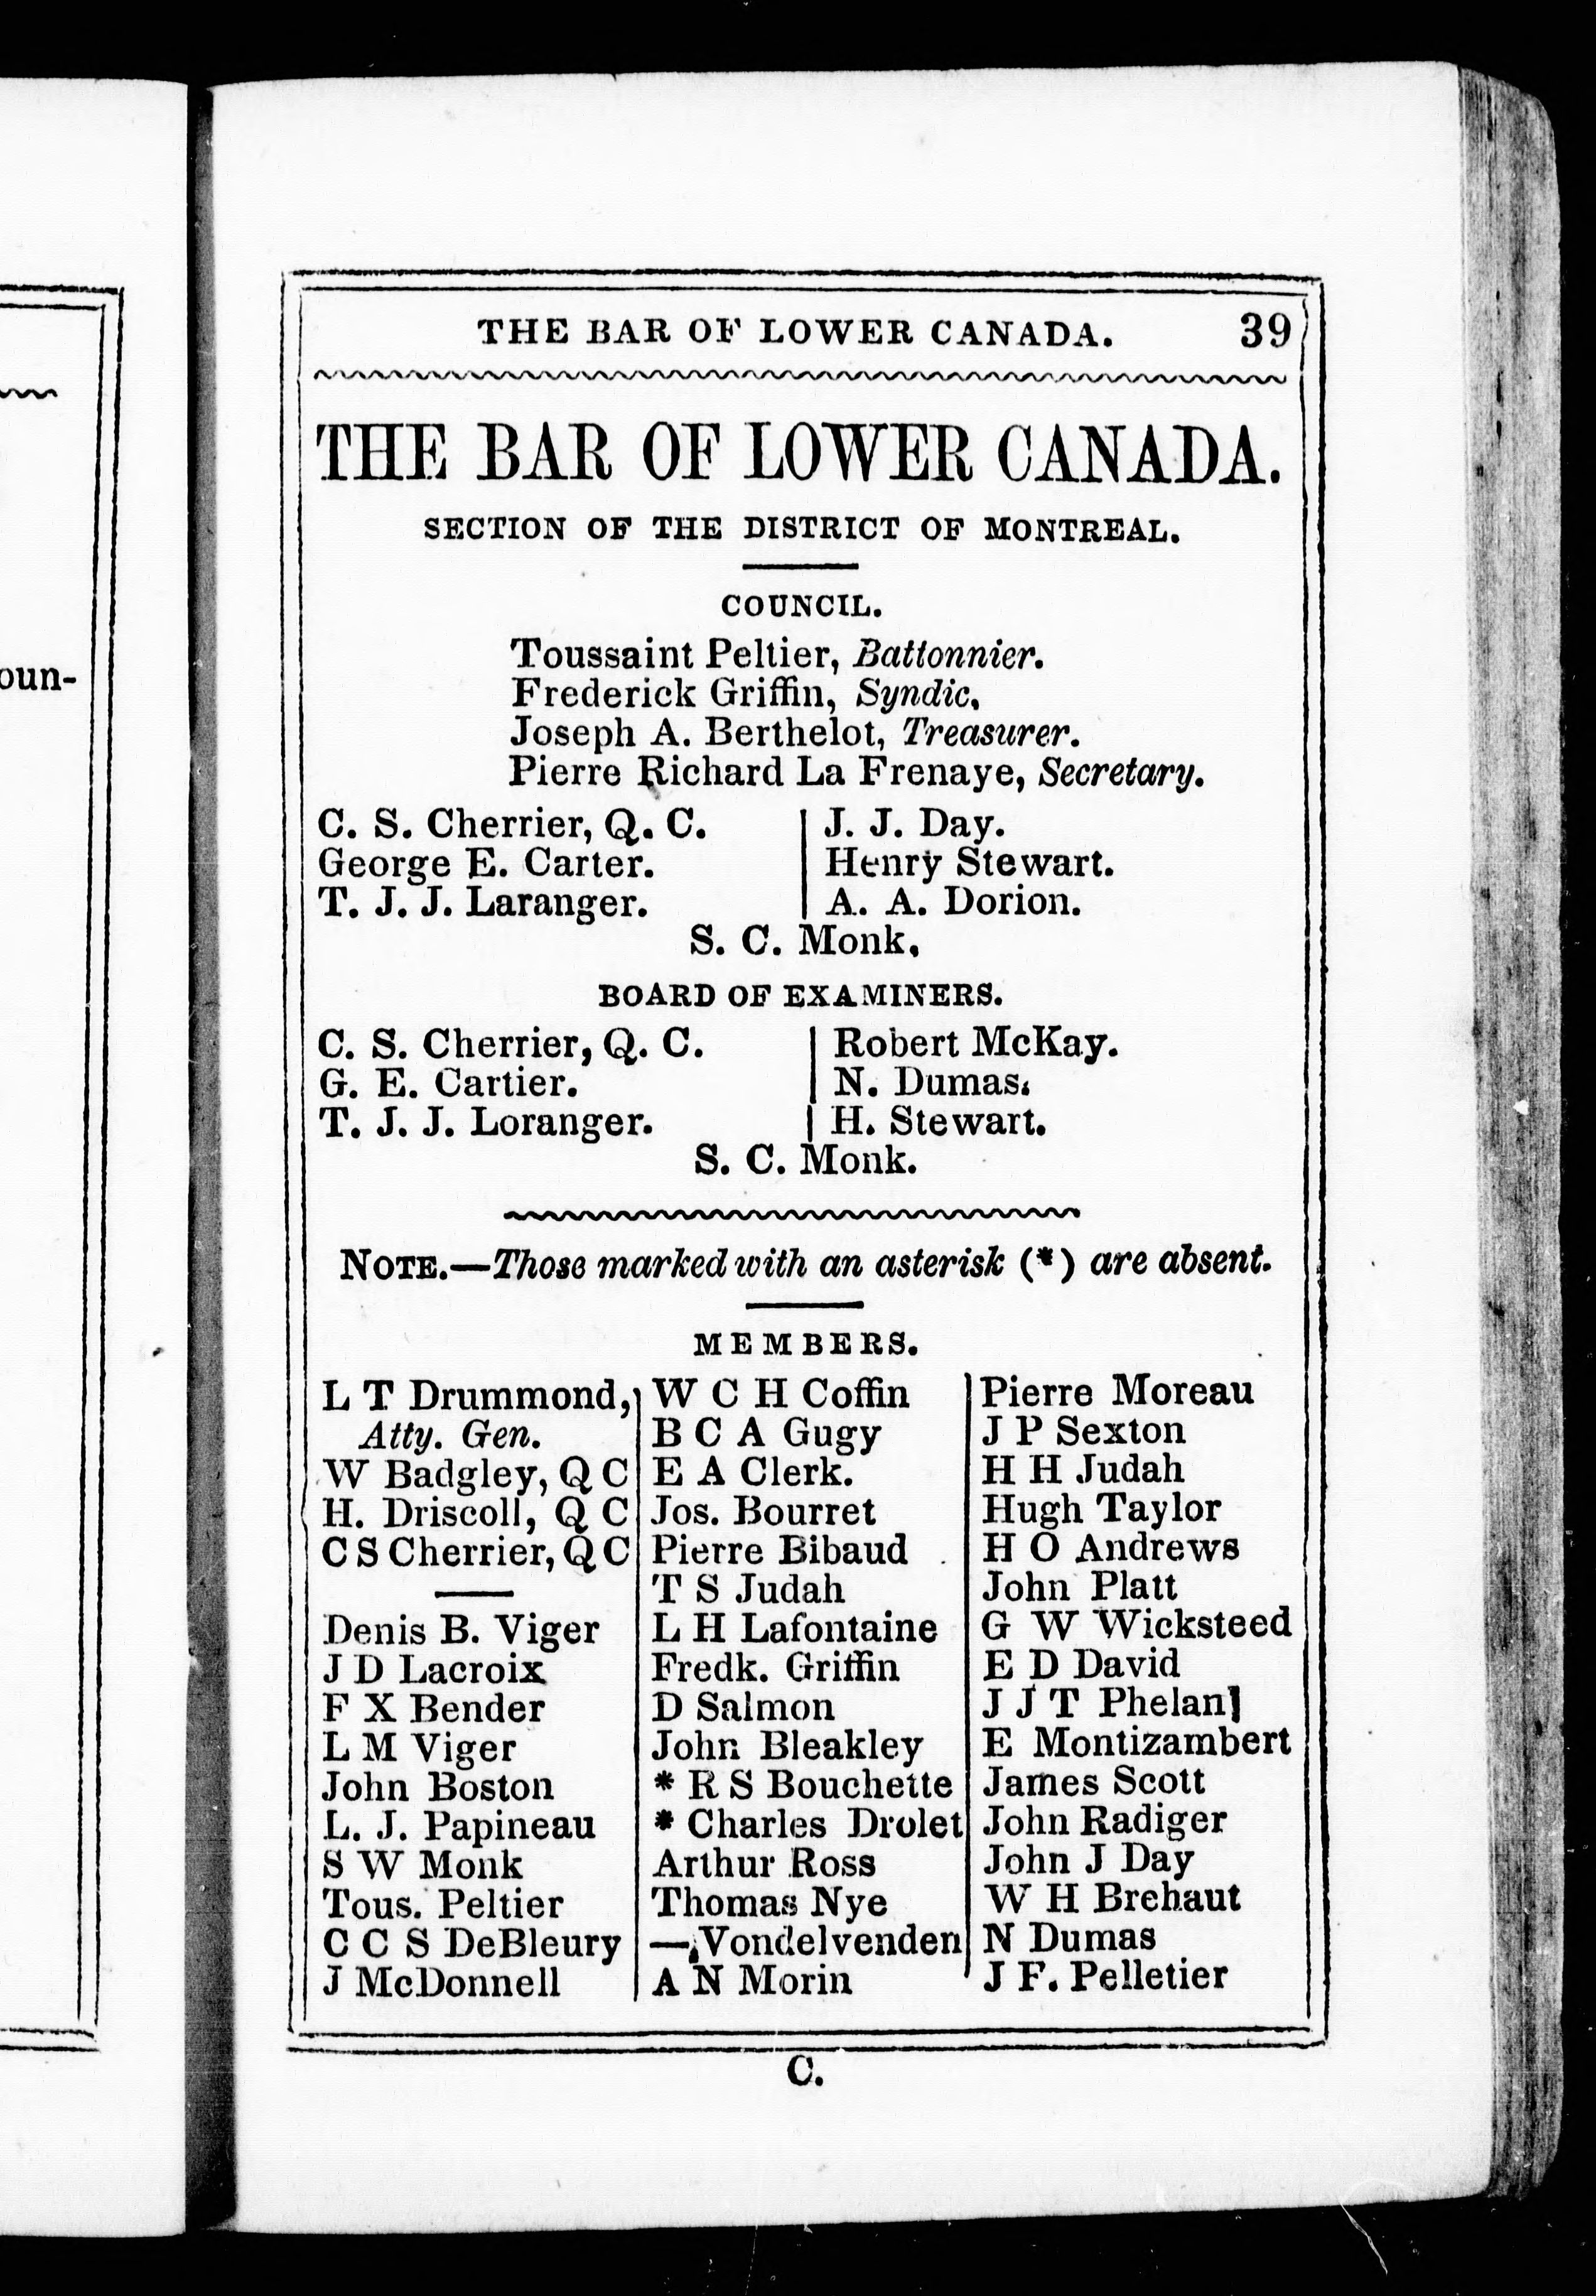 oun-
THE BAR OF LOWER CANADA. 39
THE BAR OF LOWER CANADA.
SECTION OF THE DISTRICT OF MONTREAL.
COUNCIL.
Toussaint Peltier, Battonnier.
Frederick Griffin, Syndic.
Joseph A. Berthelot, Treasurer.
Pierre Richard La Frenaye, Secretary.
C. S. Cherrier, Q. C.
George E. Carter.
T. J. J. Laranger.
J. J. Day.
Henry Stewart.
A. A. Dorion.
S. C. Monk.
BOARD OF EXAMINERS.
C. S. Cherrier, Q. C.
G. E. Cartier.
T. J. J. Loranger.
Robert McKay.
N. Dumas.
H. Stewart.
S. C. Monk.
NOTE.—Those marked with an asterisk (*) are absent.
MEMBERS.
L T Drummond,
Atty. Gen.
W Badgley, Q C
H. Driscoll, Q C
C S Cherrier, Q C
Denis B. Viger
J D Lacroix
F X Bender
L M Viger
John Boston
L. J. Papineau
S W Monk
Tous. Peltier
C C S DeBleury
J McDonnell
W C H Coffin
B C A Gugy
E A Clerk.
Jos. Bourret
Pierre Bibaud
T S Judah
L H Lafontaine
Fredk. Griffin
D Salmon
John Bleakley
* R S Bouchette
* Charles Drolet
Arthur Ross
Thomas Nye
— Vondelvenden
A N Morin
Pierre Moreau
J P Sexton
H H Judah
Hugh Taylor
H O Andrews
John Platt
G W Wicksteed
E D David
J J T Phelan
E Montizambert
James Scott
John Radiger
John J Day
W H Brehaut
N Dumas
J F. Pelletier
C.